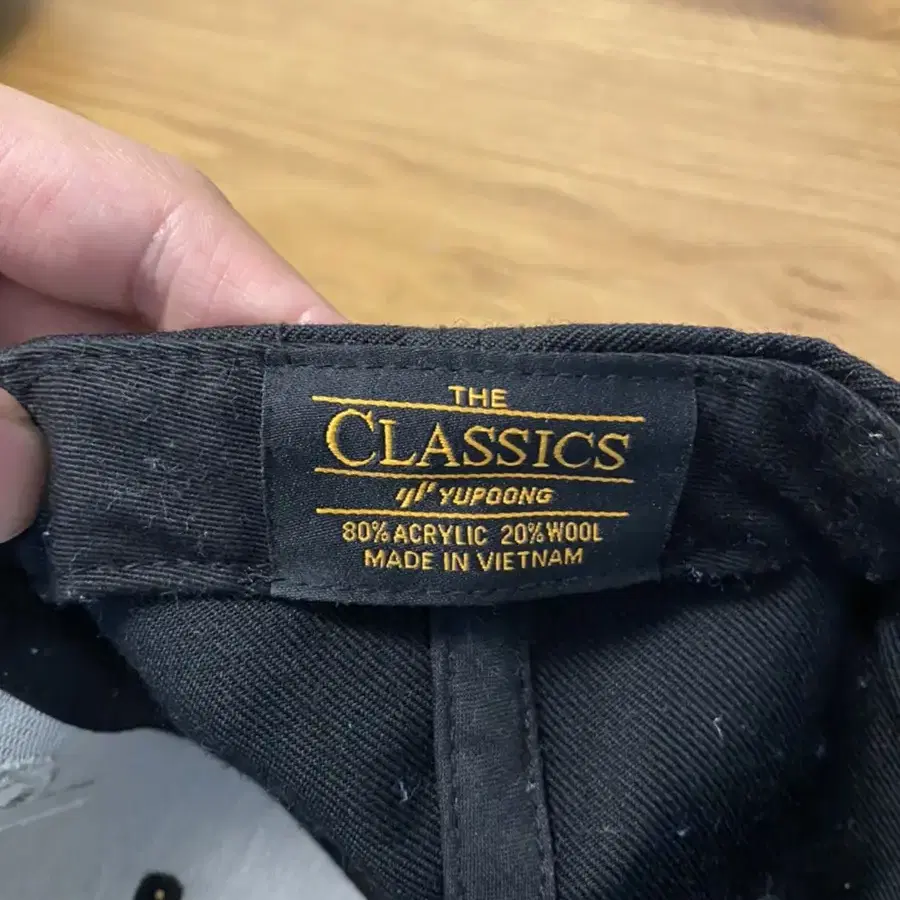 THE
CLASSICS
YUPOONG
80% ACRYLIC 20% WOOL
MADE IN VIETNAM